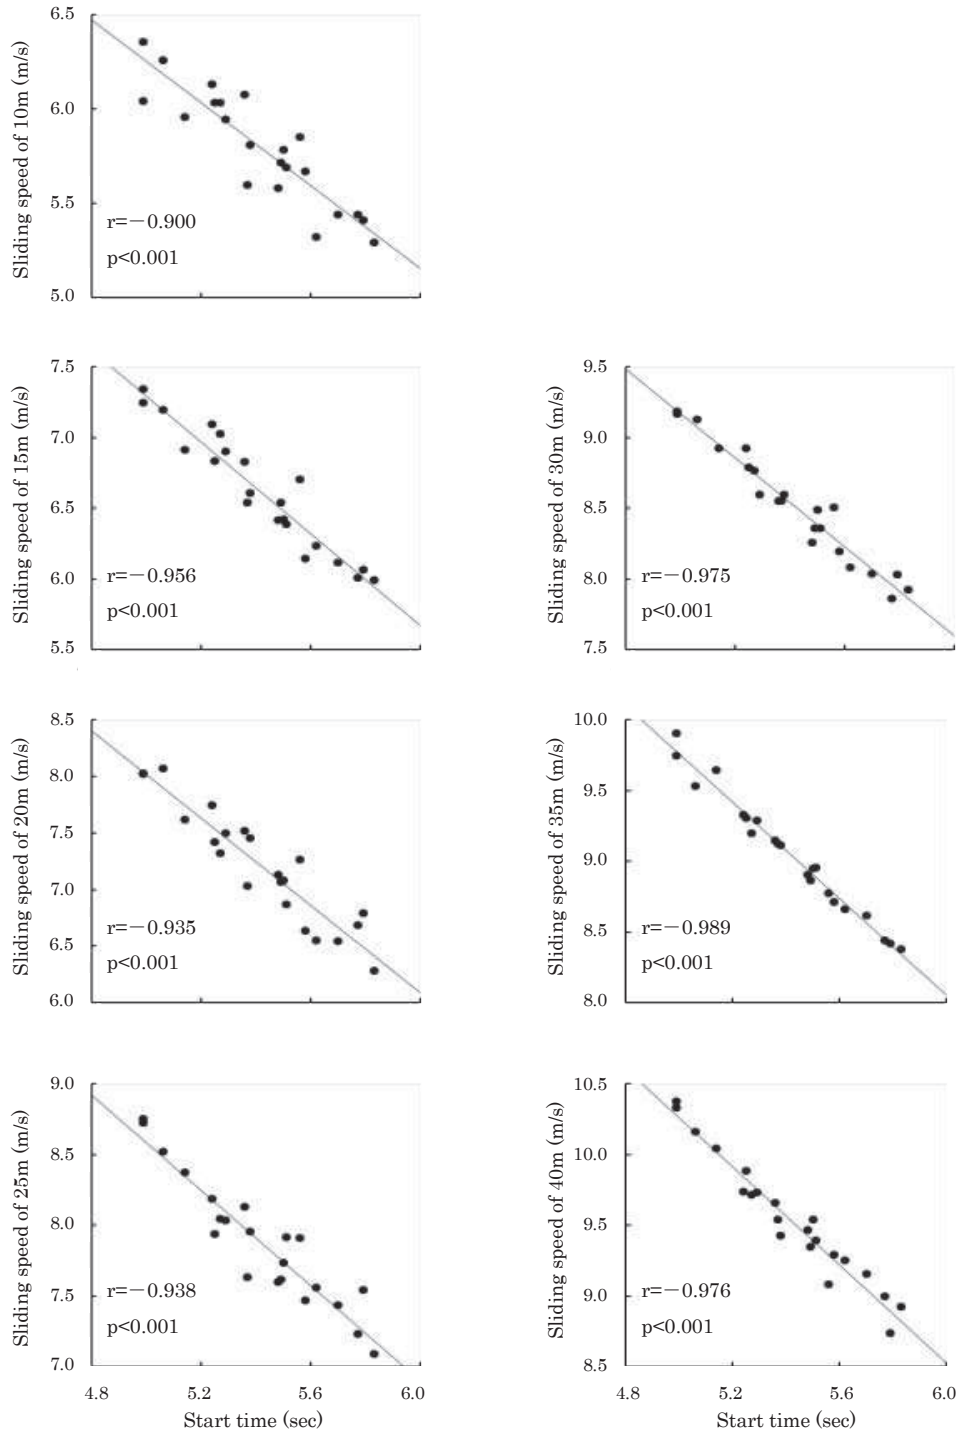 6.5
6.0
5.5
5.0
Sliding speed of 10m (m/s)
r=−0.900
p<0.001
7.5
7.0
6.5
6.0
5.5
Sliding speed of 15m (m/s)
r=−0.956
p<0.001
9.5
9.0
8.5
8.0
7.5
Sliding speed of 30m (m/s)
r=−0.975
p<0.001
8.5
8.0
7.5
7.0
6.5
6.0
Sliding speed of 20m (m/s)
r=−0.935
p<0.001
10.0
9.5
9.0
8.5
8.0
Sliding speed of 35m (m/s)
r=−0.989
p<0.001
9.0
8.5
8.0
7.5
7.0
Sliding speed of 25m (m/s)
r=−0.938
p<0.001
4.8 5.2 5.6 6.0
Start time (sec)
10.5
10.0
9.5
9.0
8.5
Sliding speed of 40m (m/s)
r=−0.976
p<0.001
4.8 5.2 5.6 6.0
Start time (sec)